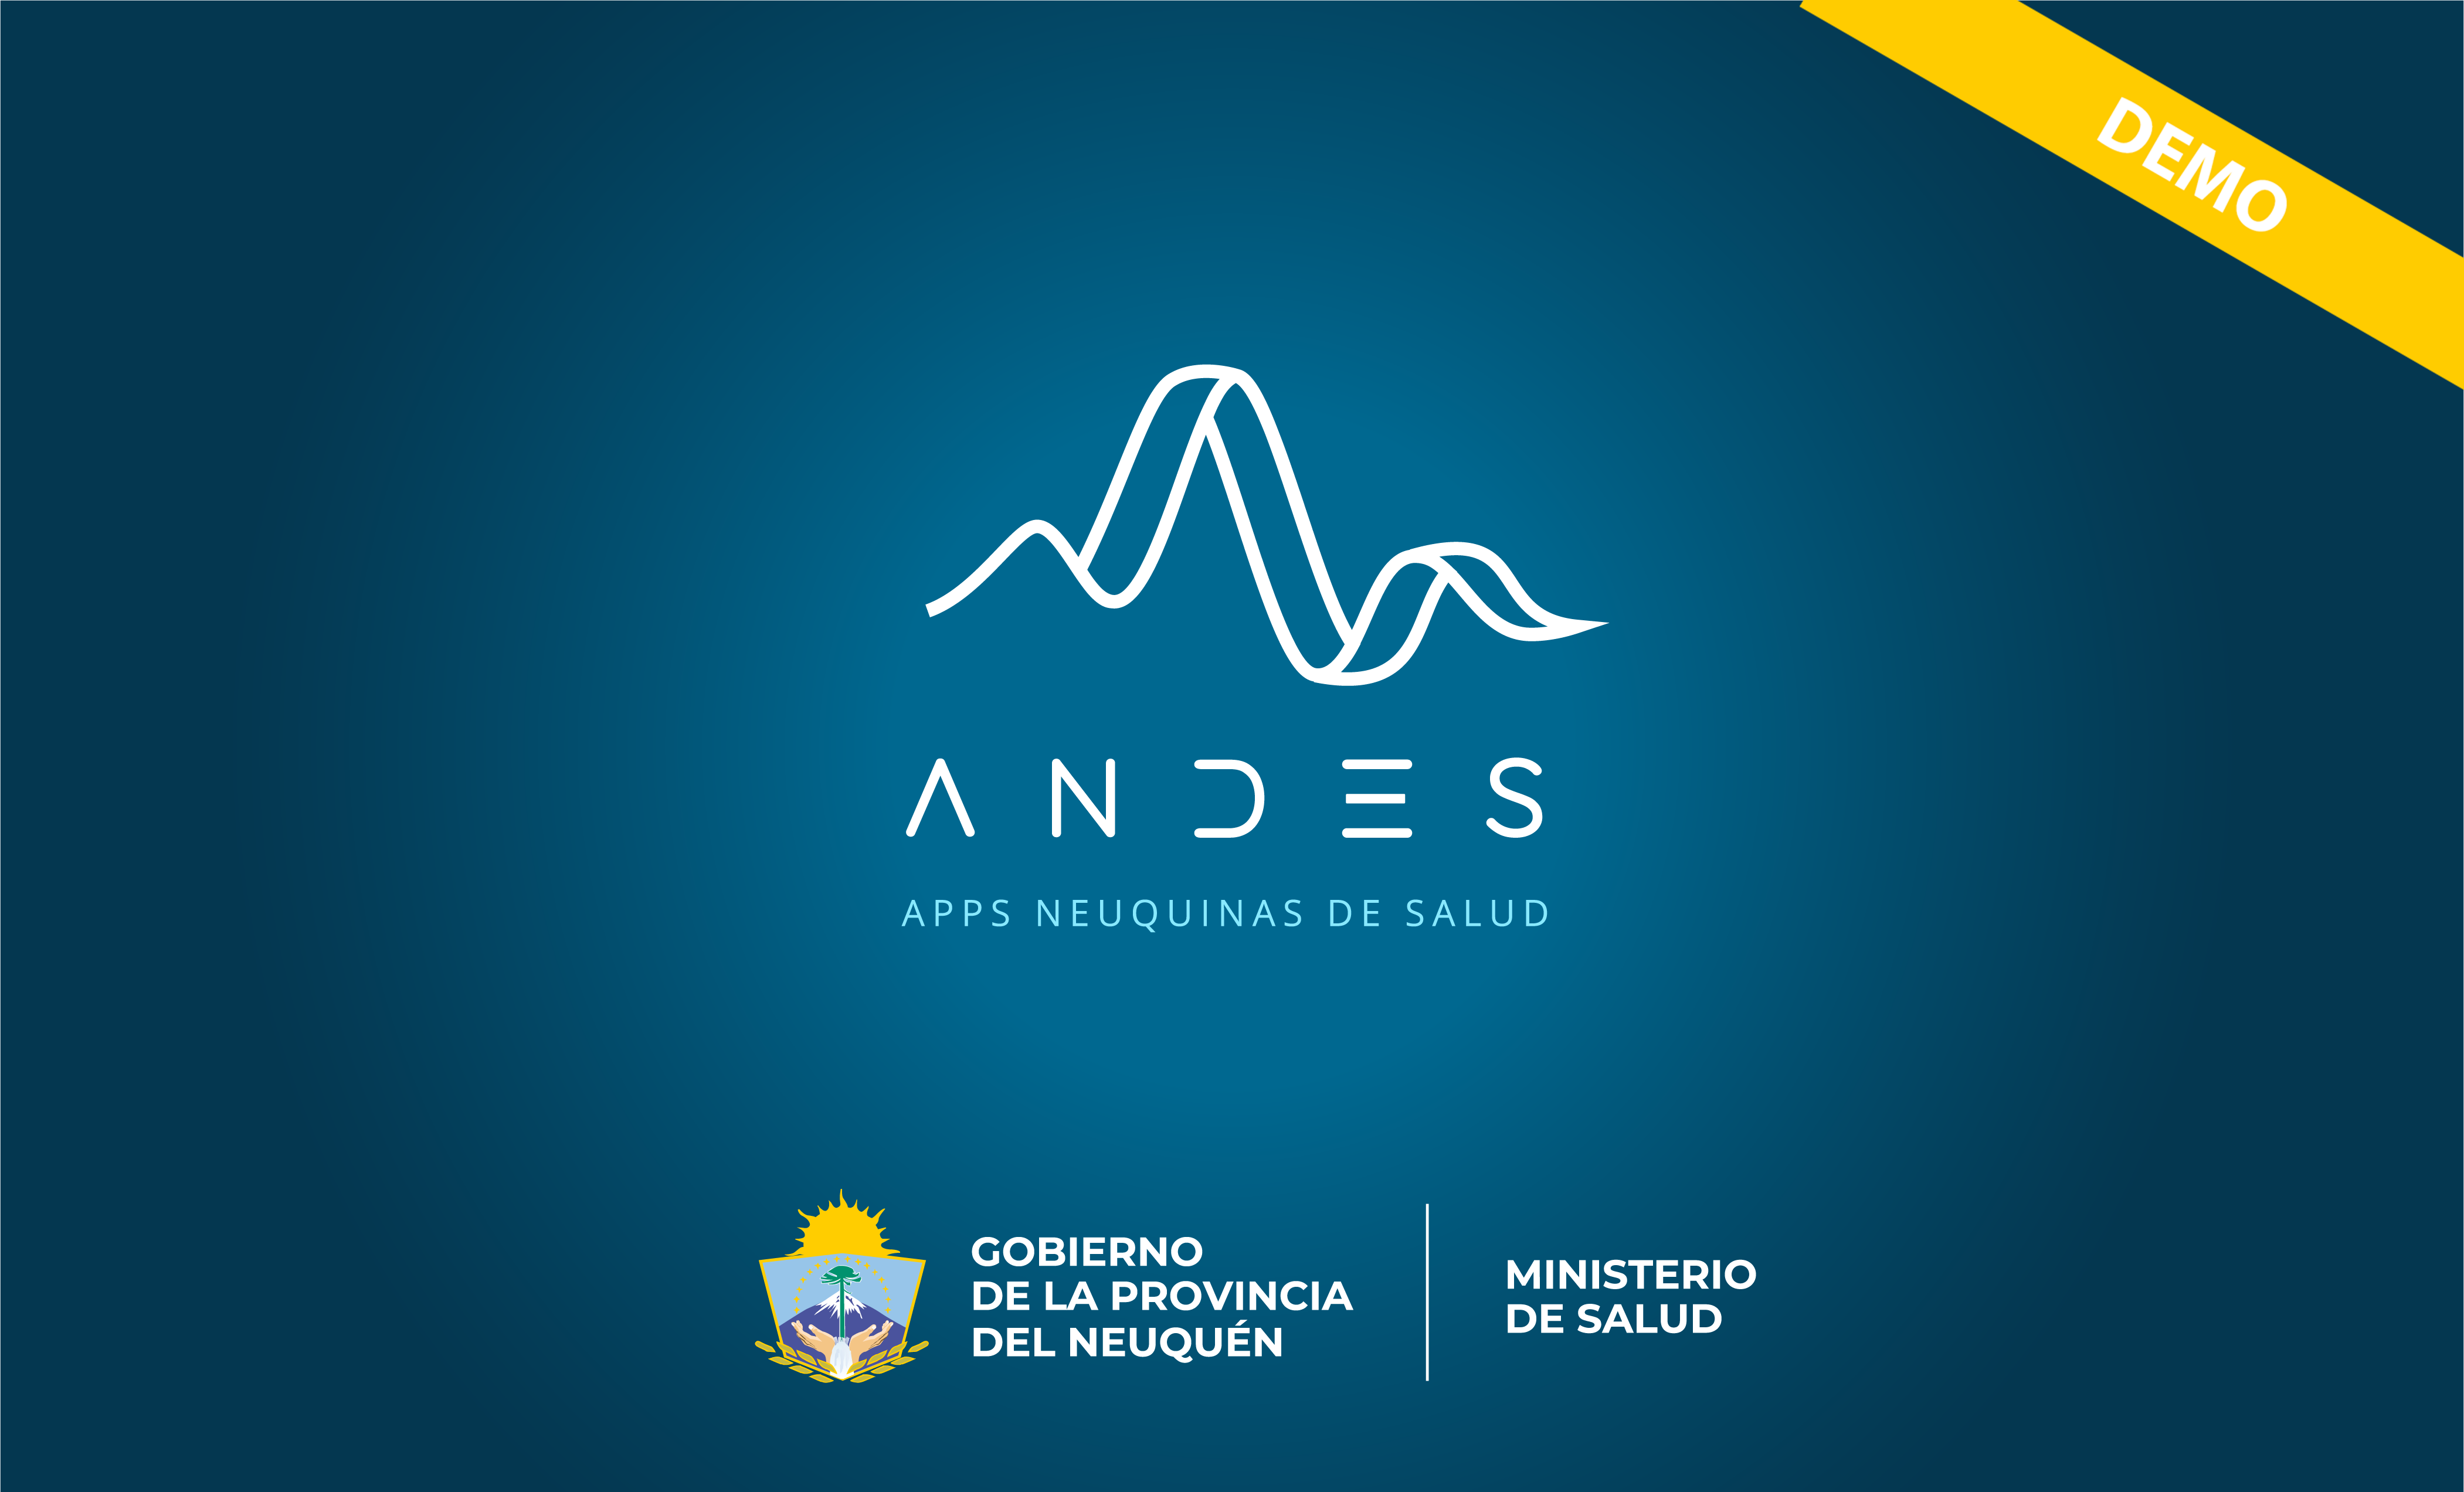 DEMO
ANDES
APPS NEUQUINAS DE SALUD
GOBIERNO
DE LA PROVINCIA
DEL NEUQUÉN
MINISTERIO
DE SALUD